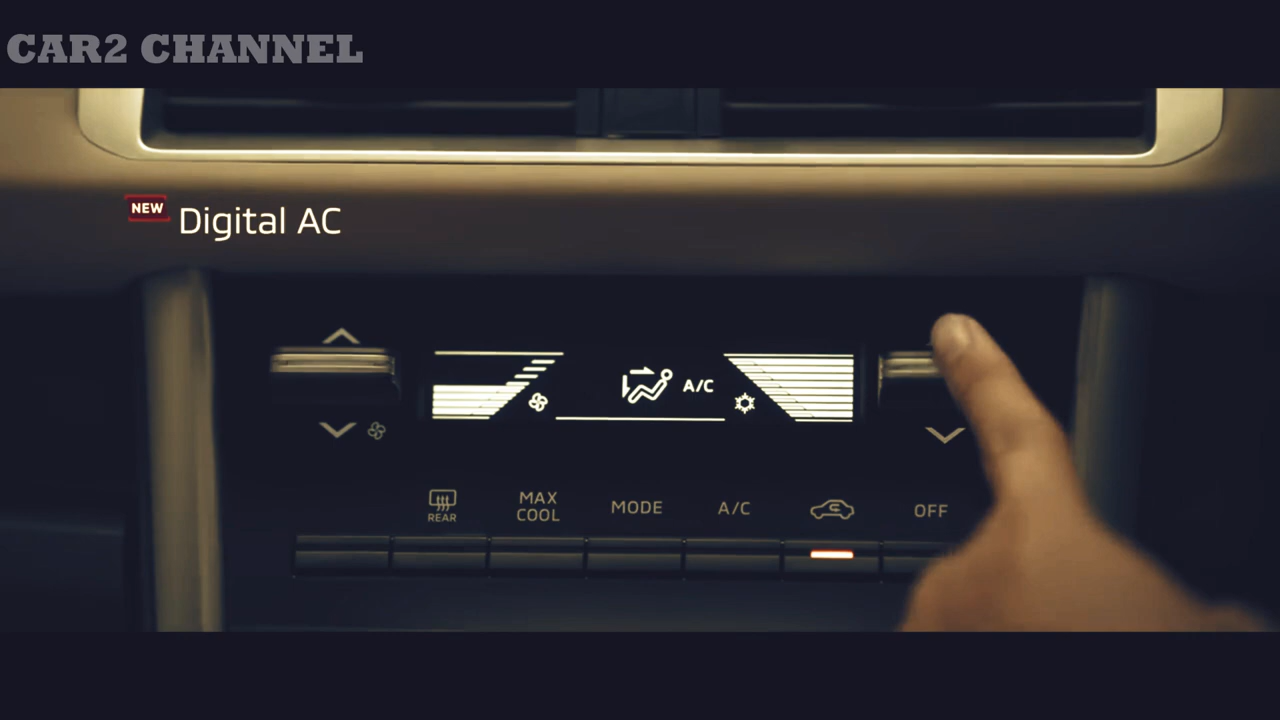 CAR2 CHANNEL
NEW
Digital AC
A/C
REAR
MAX
COOL
MODE
A/C
OFF